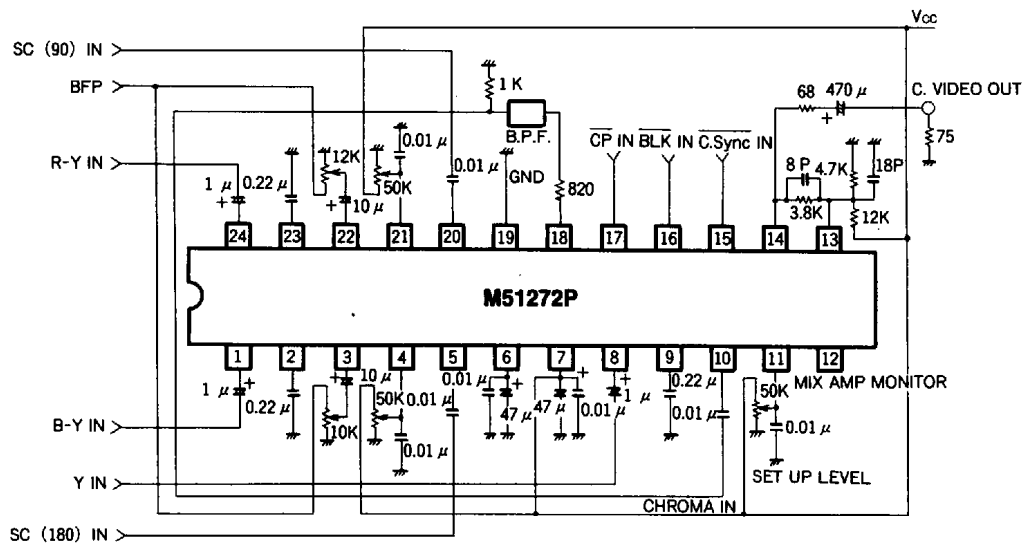 Vcc
SC (90) IN
BFP
1 K
B.P.F.
68
470 μ
C. VIDEO OUT
75
+
0.01 μ
0.01 μ
GND
820
CP IN
BLK IN
C.Sync IN
8 P
4.7K
18P
3.8K
12K
R-Y IN
1 μ
+
0.22 μ
12K
+
10 μ
50K
24
23
22
21
20
19
18
17
16
15
14
13
M51272P
1
2
3
4
5
6
7
8
9
10
11
12
1 μ
+
0.22 μ
10 μ
+
10K
50K
0.01 μ
0.01 μ
0.01 μ
+
47 μ
47 μ
+
0.01 μ
+
1 μ
0.22 μ
0.01 μ
50K
MIX AMP MONITOR
0.01 μ
SET UP LEVEL
B-Y IN
Y IN
CHROMA IN
SC (180) IN